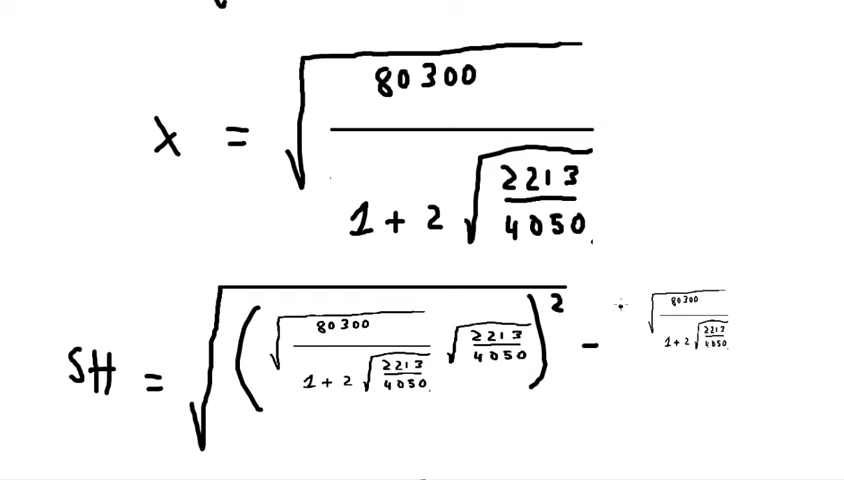 x = √(80300 / (1 + 2√(2213/4050)))
SH = √((√(80300 / (1 + 2√(2213/4050))) √(2213/4050))² - √(80300 / (1 + 2√(2213/4050)))